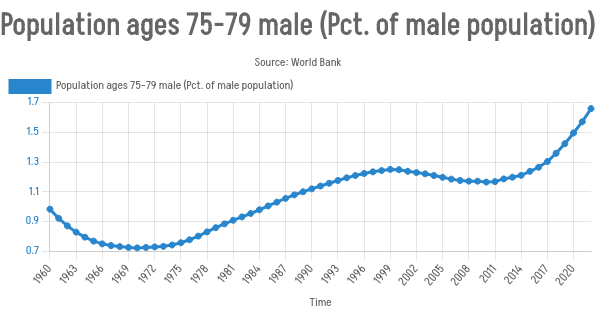 Population ages 75-79 male (Pct. of male population)
Source: World Bank
Population ages 75-79 male (Pct. of male population)
1.7
1.5
1.3
1.1
0.9
0.7
1960 1963 1966 1969 1972 1975 1978 1981 1984 1987 1990 1993 1996 1999 2002 2005 2008 2011 2014 2017 2020
Time